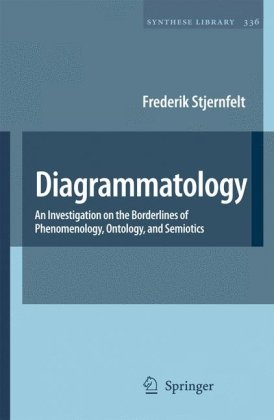 SYNTHESE LIBRARY 336
Frederik Stjernfelt
Diagrammatology
An Investigation on the Borderlines of
Phenomenology, Ontology, and Semiotics
Springer